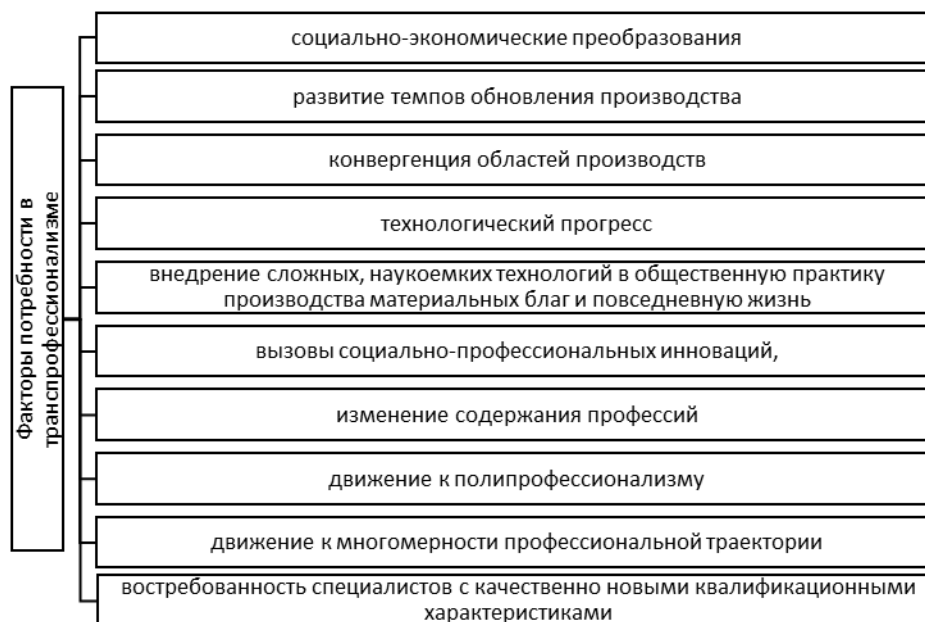 социально-экономические преобразования
развитие темпов обновления производства
конвергенция областей производств
технологический прогресс
Факторы потребности в
транспрофессионализме
внедрение сложных, наукоемких технологий в общественную практику
производства материальных благ и повседневную жизнь
вызовы социально-профессиональных инноваций,
изменение содержания профессий
движение к полипрофессионализму
движение к многомерности профессиональной траектории
востребованность специалистов с качественно новыми квалификационными
характеристиками